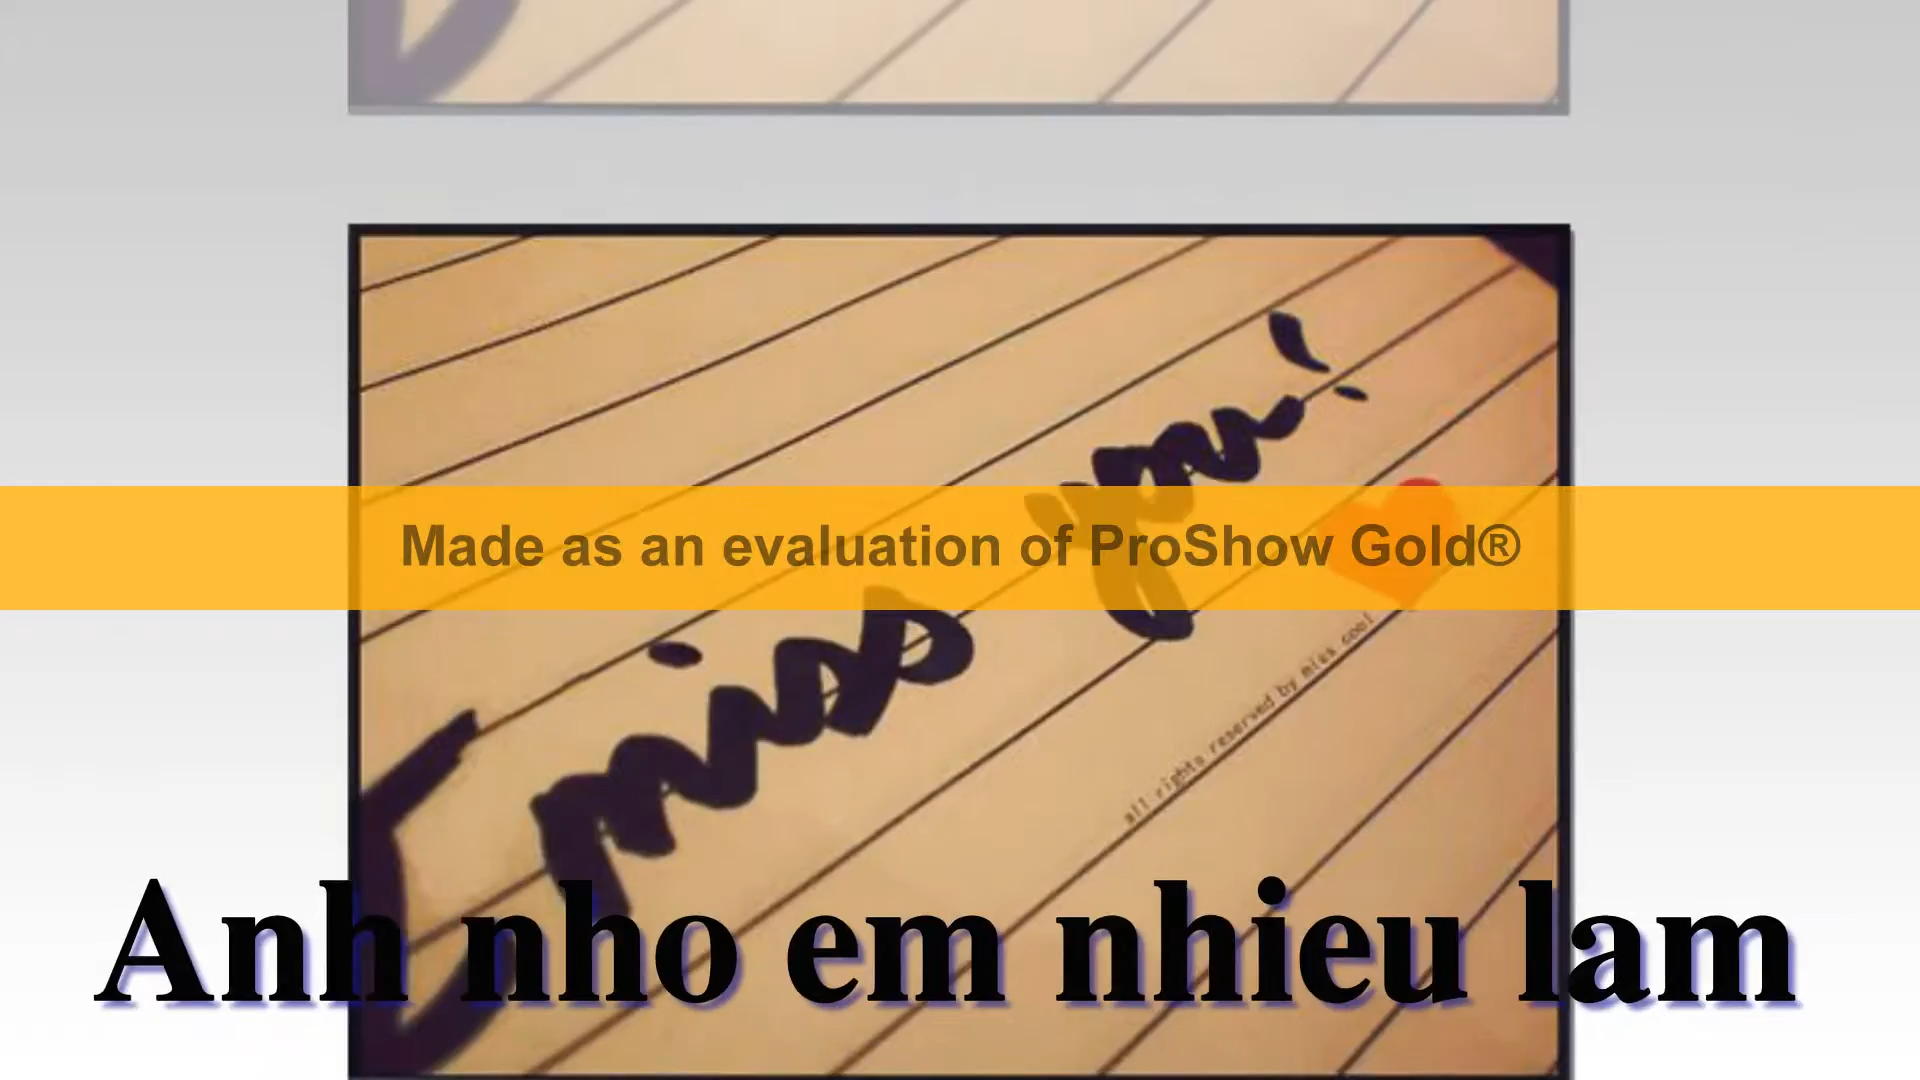 I miss you!
Made as an evaluation of ProShow Gold®
all rights reserved by miss cool
Anh nho em nhieu lam